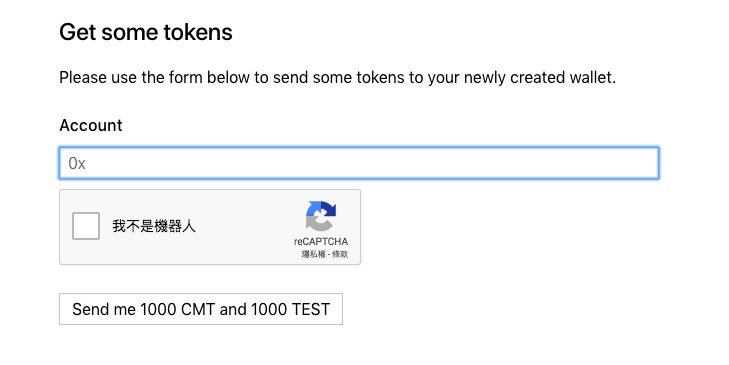 Get some tokens
Please use the form below to send some tokens to your newly created wallet.
Account
0x
我不是機器人
reCAPTCHA
隱私權 - 條款
Send me 1000 CMT and 1000 TEST